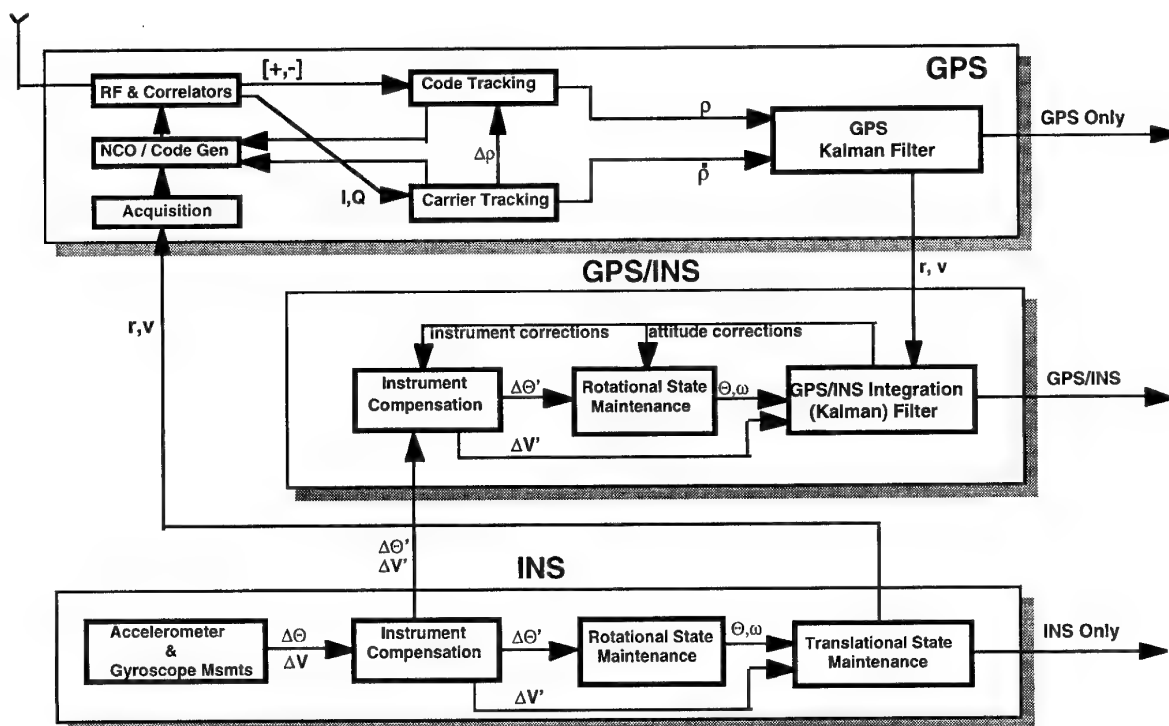 GPS
[+,-]
RF & Correlators
Code Tracking
ρ
GPS
Kalman Filter
GPS Only
NCO / Code Gen
Δρ
ρ̇
I,Q
Acquisition
Carrier Tracking
r, v
GPS/INS
r,v
instrument corrections
attitude corrections
Instrument
Compensation
ΔΘ'
Rotational State
Maintenance
Θ,ω
GPS/INS Integration
(Kalman) Filter
GPS/INS
ΔV'
ΔΘ'
ΔV'
INS
Accelerometer
&
Gyroscope Msmts
ΔΘ
ΔV
Instrument
Compensation
ΔΘ'
Rotational State
Maintenance
Θ,ω
Translational State
Maintenance
INS Only
ΔV'